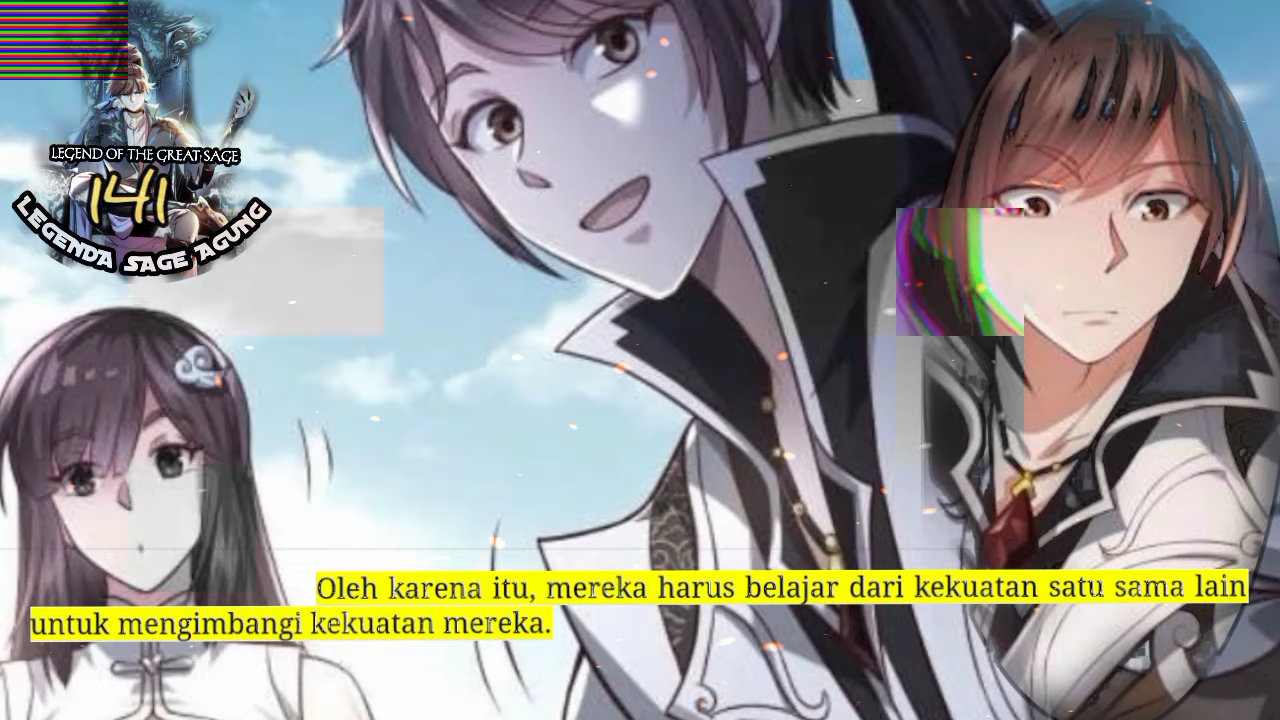 LEGEND OF THE GREAT SAGE
141
LEGENDA SAGE AGUNG
Oleh karena itu, mereka harus belajar dari kekuatan satu sama lain
untuk mengimbangi kekuatan mereka.